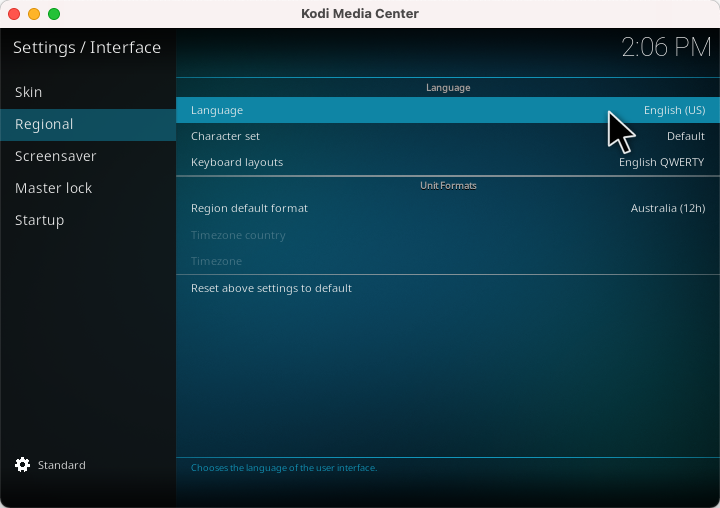 Kodi Media Center
Settings / Interface
2:06 PM
Skin
Regional
Screensaver
Master lock
Startup
Standard
Language
Language English (US)
Character set Default
Keyboard layouts English QWERTY
Unit Formats
Region default format Australia (12h)
Timezone country
Timezone
Reset above settings to default
Chooses the language of the user interface.